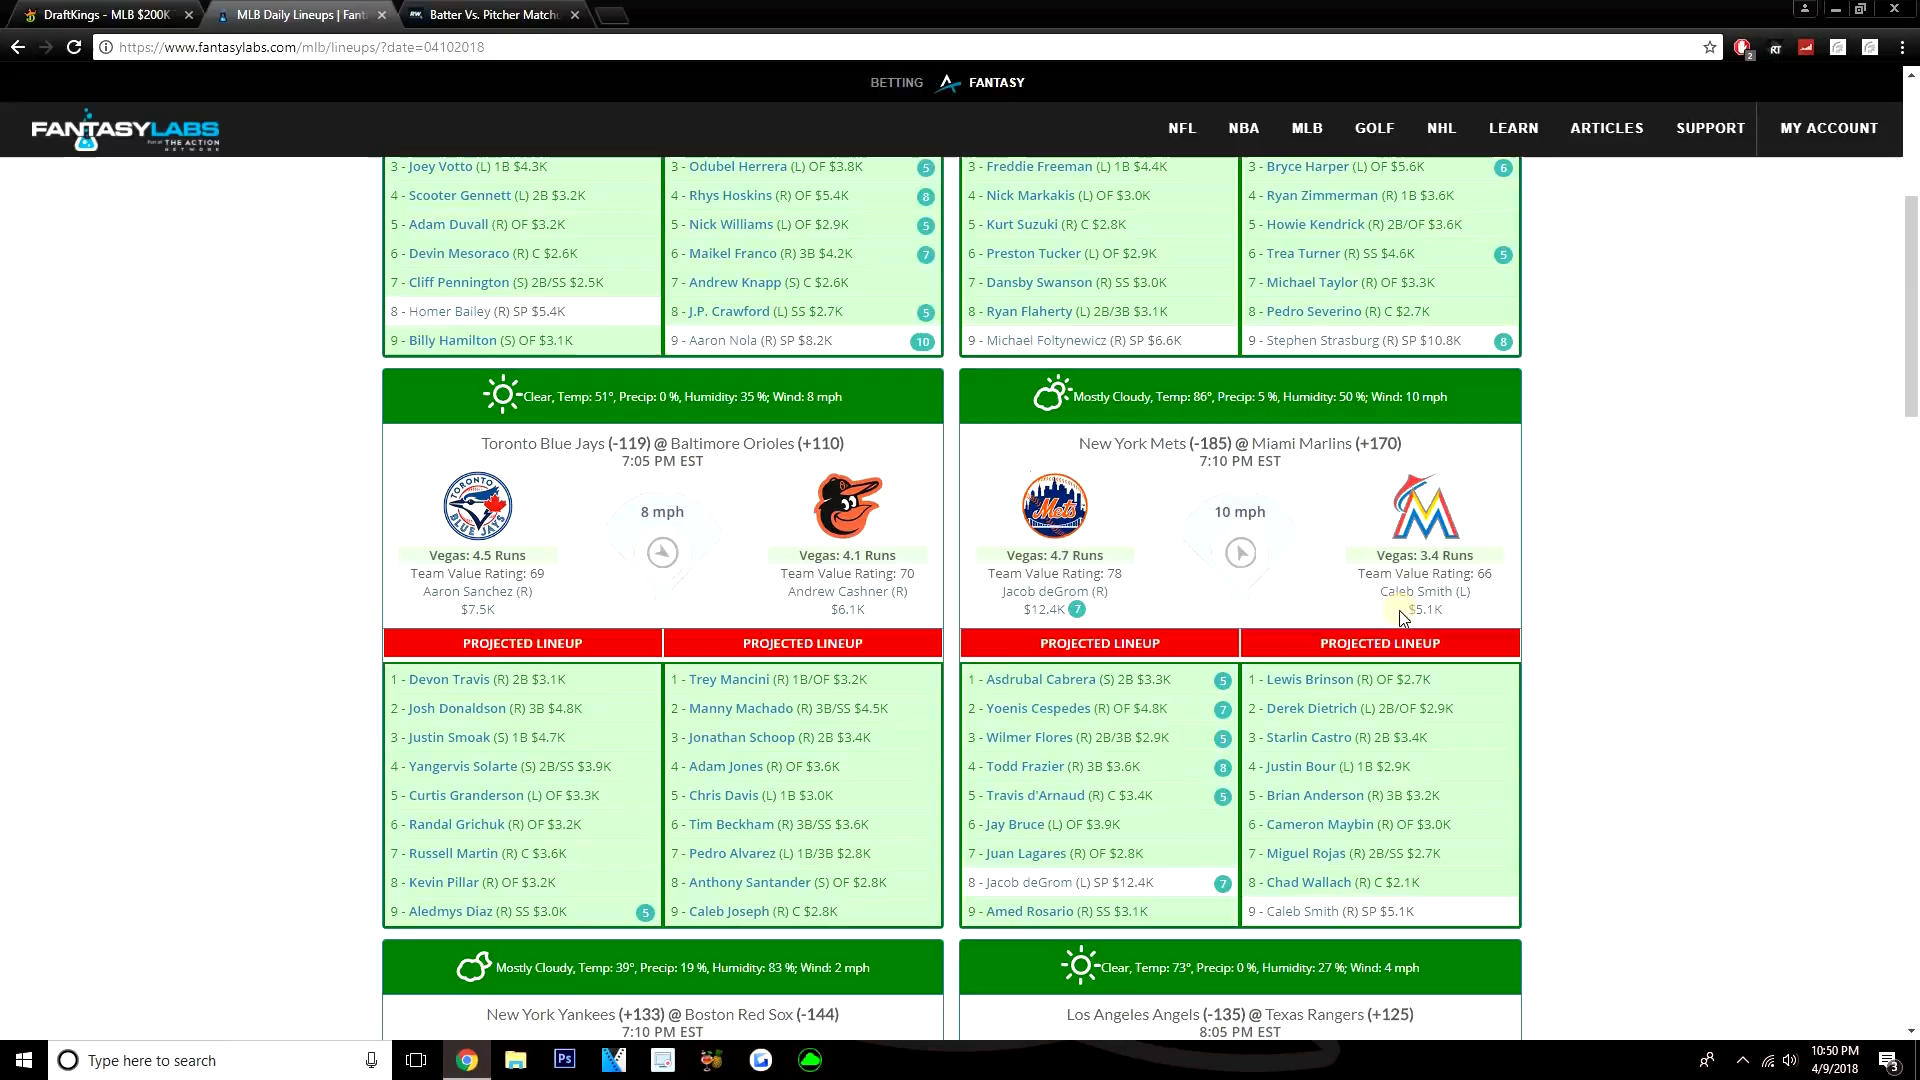 DraftKings - MLB $200K
MLB Daily Lineups | Fant
Batter Vs. Pitcher Match
https://www.fantasylabs.com/mlb/lineups/?date=04102018
BETTING FANTASY
FANTASYLABS
THE ACTION
NETWORK
NFL NBA MLB GOLF NHL LEARN ARTICLES SUPPORT MY ACCOUNT
3 - Joey Votto (L) 1B $4.3K
4 - Scooter Gennett (L) 2B $3.2K
5 - Adam Duvall (R) OF $3.2K
6 - Devin Mesoraco (R) C $2.6K
7 - Cliff Pennington (S) 2B/SS $2.5K
8 - Homer Bailey (R) SP $5.4K
9 - Billy Hamilton (S) OF $3.1K
3 - Odubel Herrera (L) OF $3.8K 5
4 - Rhys Hoskins (R) OF $5.4K 8
5 - Nick Williams (L) OF $2.9K 5
6 - Maikel Franco (R) 3B $4.2K 7
7 - Andrew Knapp (S) C $2.6K
8 - J.P. Crawford (L) SS $2.7K 5
9 - Aaron Nola (R) SP $8.2K 10
3 - Freddie Freeman (L) 1B $4.4K
4 - Nick Markakis (L) OF $3.0K
5 - Kurt Suzuki (R) C $2.8K
6 - Preston Tucker (L) OF $2.9K
7 - Dansby Swanson (R) SS $3.0K
8 - Ryan Flaherty (L) 2B/3B $3.1K
9 - Michael Foltynewicz (R) SP $6.6K
3 - Bryce Harper (L) OF $5.6K 6
4 - Ryan Zimmerman (R) 1B $3.6K
5 - Howie Kendrick (R) 2B/OF $3.6K
6 - Trea Turner (R) SS $4.6K 5
7 - Michael Taylor (R) OF $3.3K
8 - Pedro Severino (R) C $2.7K
9 - Stephen Strasburg (R) SP $10.8K 8
Clear, Temp: 51°, Precip: 0 %, Humidity: 35 %; Wind: 8 mph
Toronto Blue Jays (-119) @ Baltimore Orioles (+110)
7:05 PM EST
TORONTO
BLUE JAYS
8 mph
Vegas: 4.5 Runs
Team Value Rating: 69
Aaron Sanchez (R)
$7.5K
Vegas: 4.1 Runs
Team Value Rating: 70
Andrew Cashner (R)
$6.1K
PROJECTED LINEUP
1 - Devon Travis (R) 2B $3.1K
2 - Josh Donaldson (R) 3B $4.8K
3 - Justin Smoak (S) 1B $4.7K
4 - Yangervis Solarte (S) 2B/SS $3.9K
5 - Curtis Granderson (L) OF $3.3K
6 - Randal Grichuk (R) OF $3.2K
7 - Russell Martin (R) C $3.6K
8 - Kevin Pillar (R) OF $3.2K
9 - Aledmys Diaz (R) SS $3.0K 5
PROJECTED LINEUP
1 - Trey Mancini (R) 1B/OF $3.2K
2 - Manny Machado (R) 3B/SS $4.5K
3 - Jonathan Schoop (R) 2B $3.4K
4 - Adam Jones (R) OF $3.6K
5 - Chris Davis (L) 1B $3.0K
6 - Tim Beckham (R) 3B/SS $3.6K
7 - Pedro Alvarez (L) 1B/3B $2.8K
8 - Anthony Santander (S) OF $2.8K
9 - Caleb Joseph (R) C $2.8K
Mostly Cloudy, Temp: 86°, Precip: 5 %, Humidity: 50 %; Wind: 10 mph
New York Mets (-185) @ Miami Marlins (+170)
7:10 PM EST
Mets
10 mph
Vegas: 4.7 Runs
Team Value Rating: 78
Jacob deGrom (R)
$12.4K 7
Vegas: 3.4 Runs
Team Value Rating: 66
Caleb Smith (L)
$5.1K
PROJECTED LINEUP
1 - Asdrubal Cabrera (S) 2B $3.3K 5
2 - Yoenis Cespedes (R) OF $4.8K 7
3 - Wilmer Flores (R) 2B/3B $2.9K 5
4 - Todd Frazier (R) 3B $3.6K 8
5 - Travis d'Arnaud (R) C $3.4K 5
6 - Jay Bruce (L) OF $3.9K
7 - Juan Lagares (R) OF $2.8K
8 - Jacob deGrom (L) SP $12.4K 7
9 - Amed Rosario (R) SS $3.1K
PROJECTED LINEUP
1 - Lewis Brinson (R) OF $2.7K
2 - Derek Dietrich (L) 2B/OF $2.9K
3 - Starlin Castro (R) 2B $3.4K
4 - Justin Bour (L) 1B $2.9K
5 - Brian Anderson (R) 3B $3.2K
6 - Cameron Maybin (R) OF $3.0K
7 - Miguel Rojas (R) 2B/SS $2.7K
8 - Chad Wallach (R) C $2.1K
9 - Caleb Smith (R) SP $5.1K
Mostly Cloudy, Temp: 39°, Precip: 19 %, Humidity: 83 %; Wind: 2 mph
New York Yankees (+133) @ Boston Red Sox (-144)
7:10 PM EST
Clear, Temp: 73°, Precip: 0 %, Humidity: 27 %; Wind: 4 mph
Los Angeles Angels (-135) @ Texas Rangers (+125)
8:05 PM EST
Type here to search
Ps
10:50 PM
4/9/2018
3